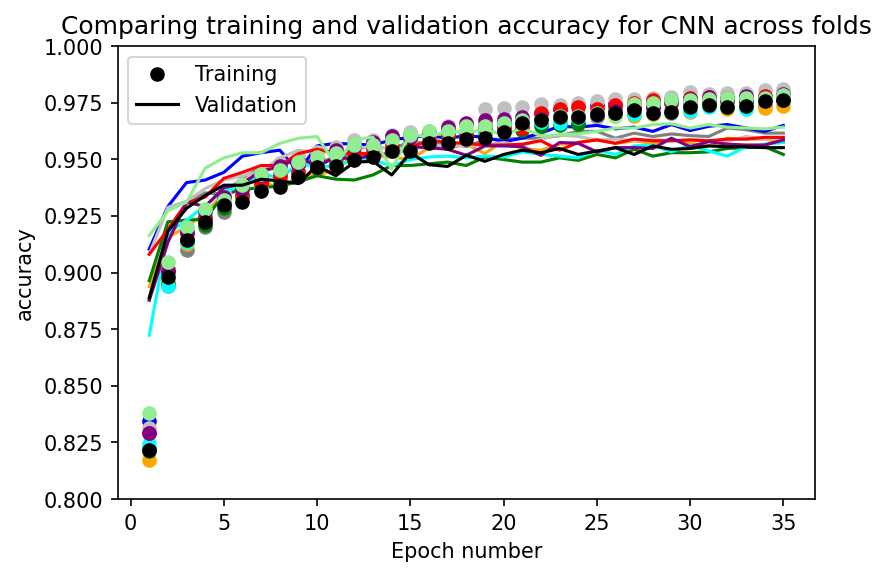 Comparing training and validation accuracy for CNN across folds
1.000
0.975
0.950
0.925
0.900
0.875
0.850
0.825
0.800
accuracy
Training
Validation
0 5 10 15 20 25 30 35
Epoch number